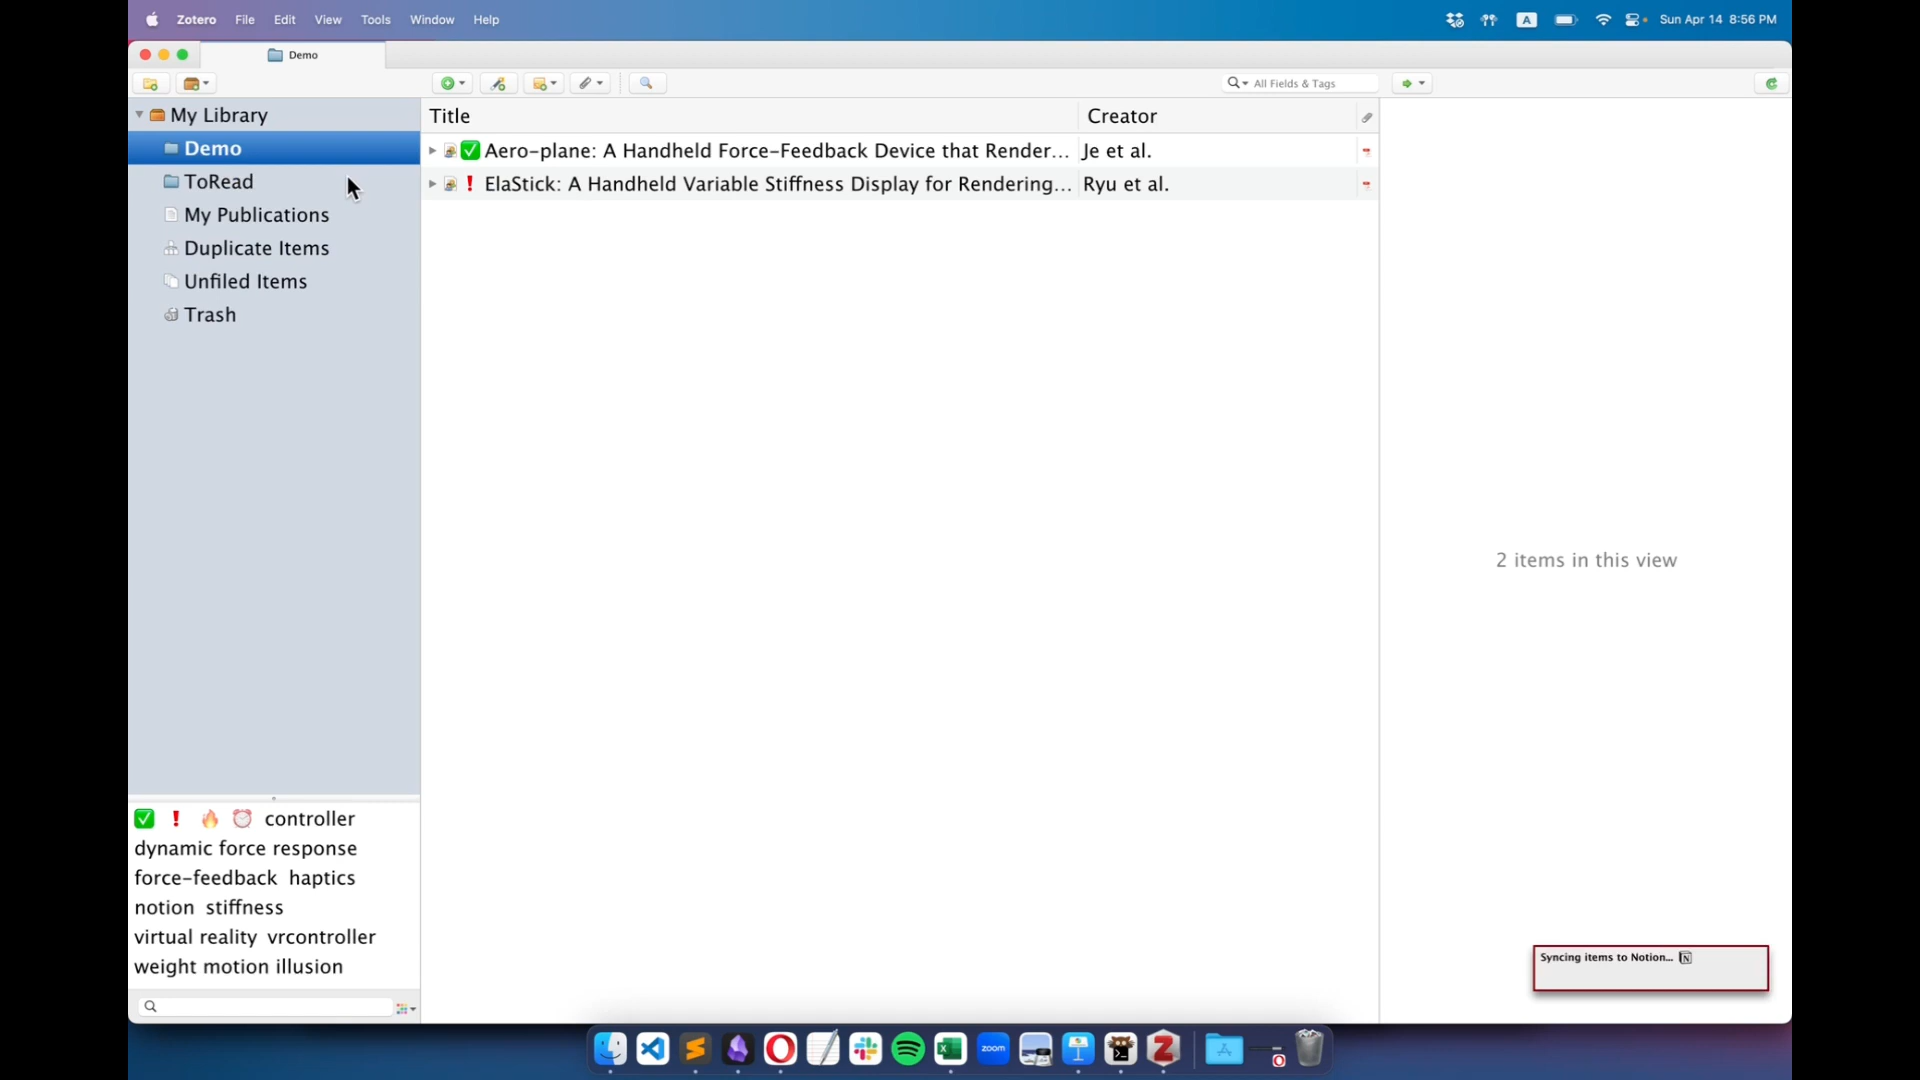 Zotero File Edit View Tools Window Help
A
Sun Apr 14 8:56 PM
Demo
All Fields & Tags
My Library
Demo
ToRead
My Publications
Duplicate Items
Unfiled Items
Trash
Title Creator
Aero-plane: A Handheld Force-Feedback Device that Render... Je et al.
ElaStick: A Handheld Variable Stiffness Display for Rendering... Ryu et al.
2 items in this view
controller
dynamic force response
force-feedback haptics
notion stiffness
virtual reality vrcontroller
weight motion illusion
Syncing items to Notion...
zoom